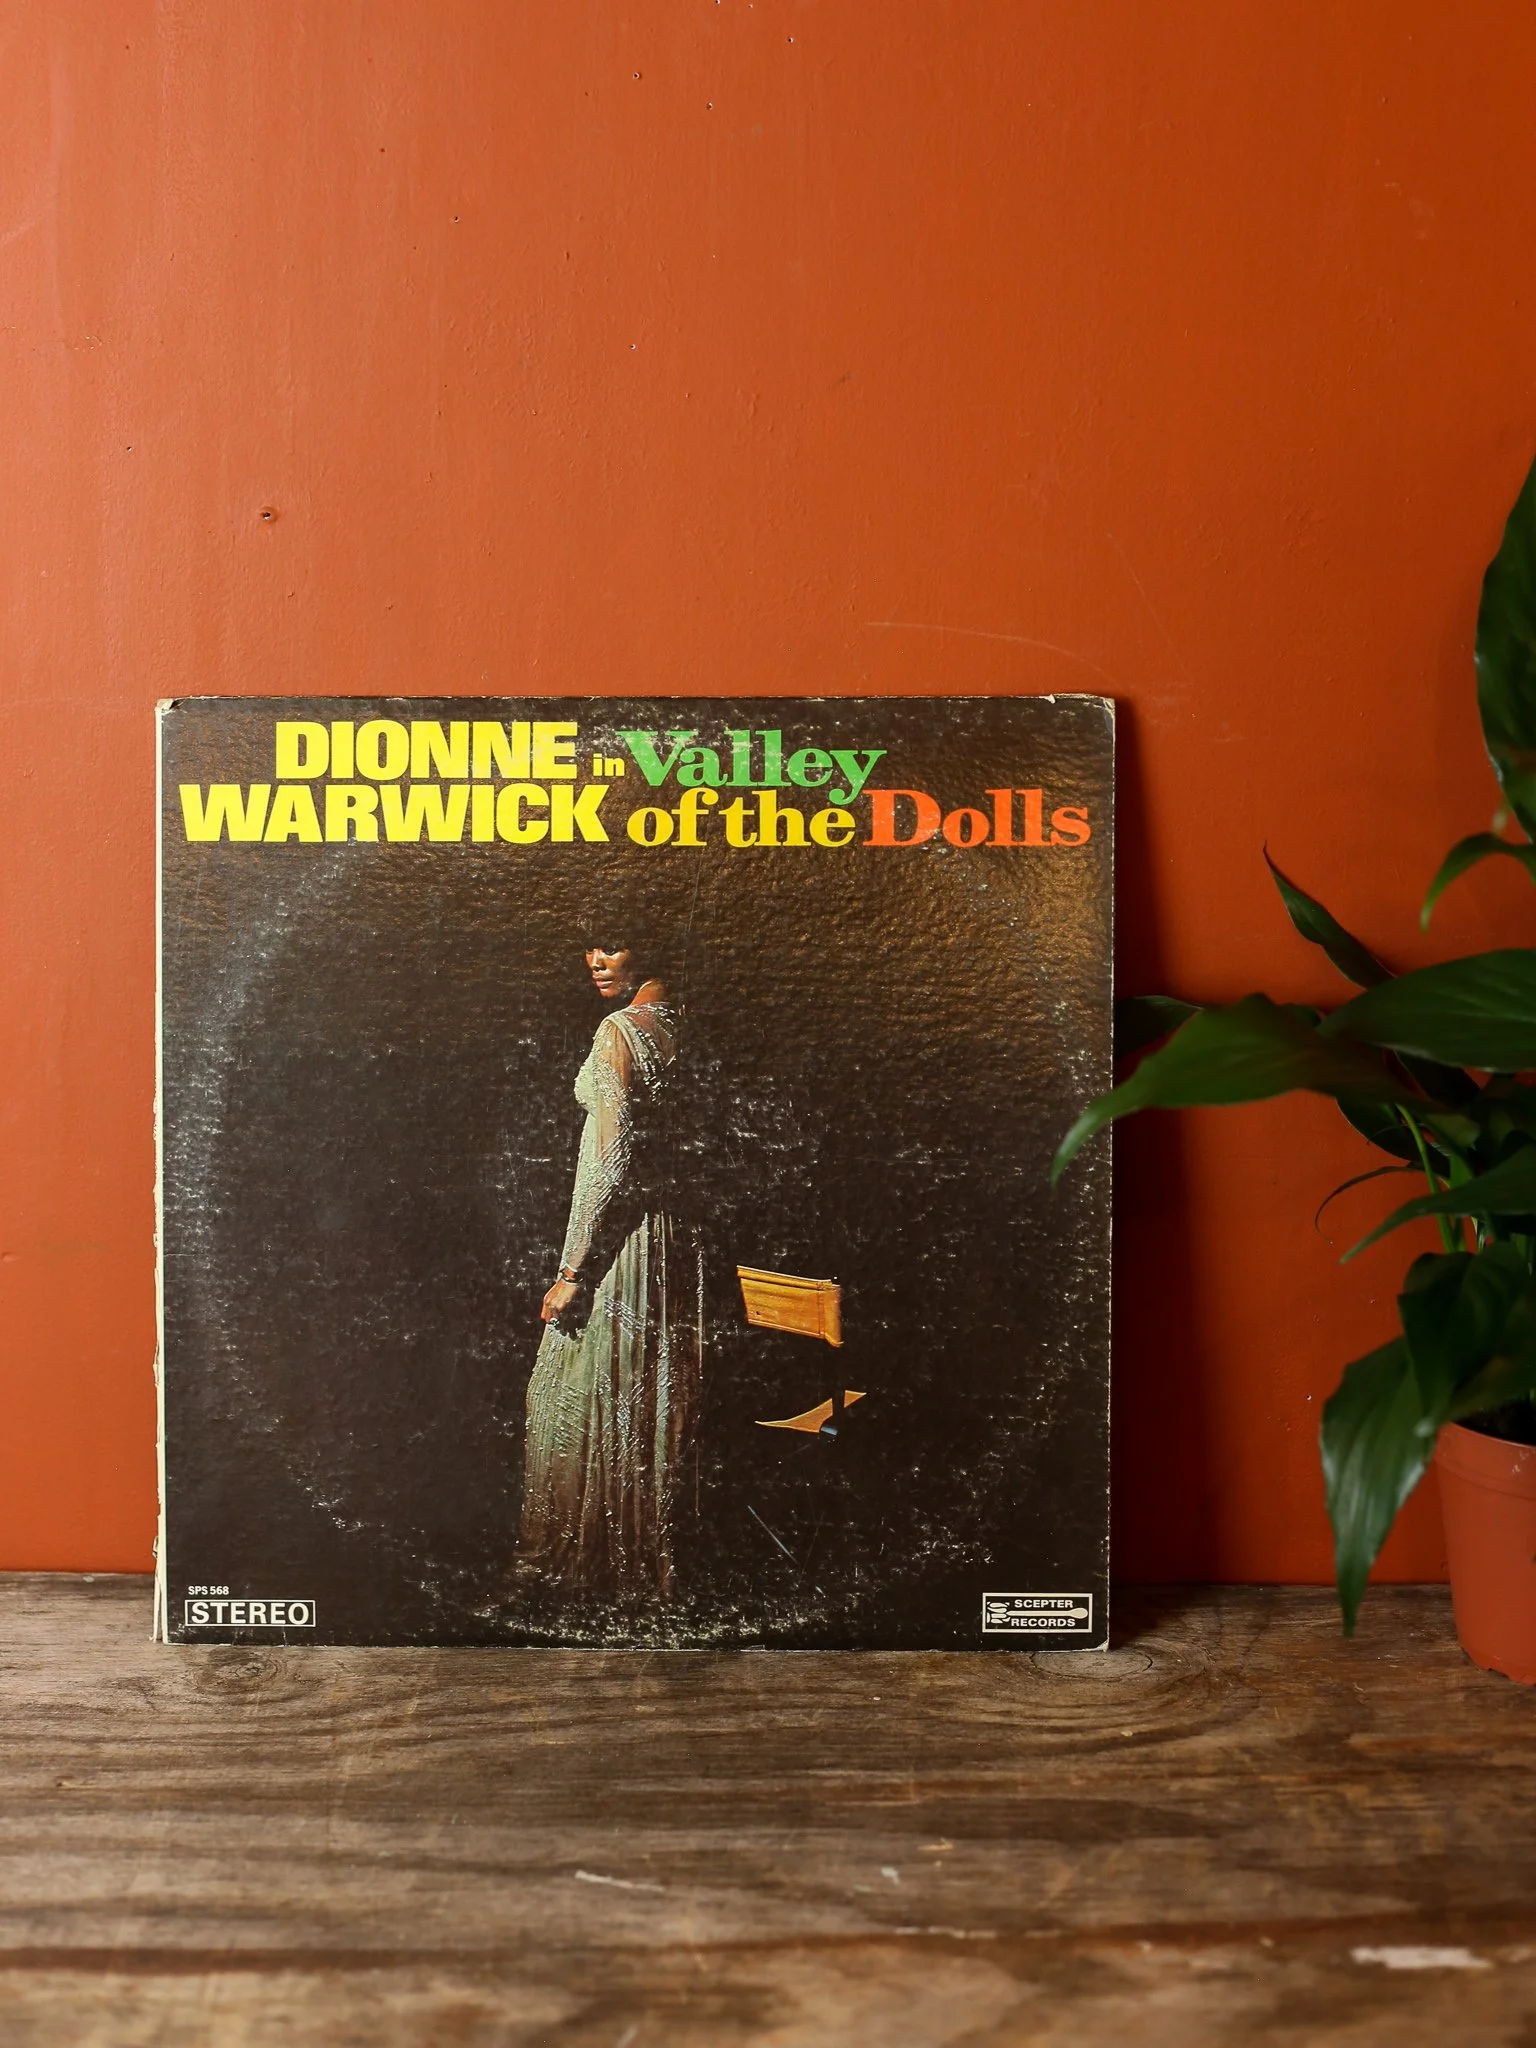 DIONNE in Valley
WARWICK of the Dolls
SPS 568
STEREO
SCEPTER
RECORDS